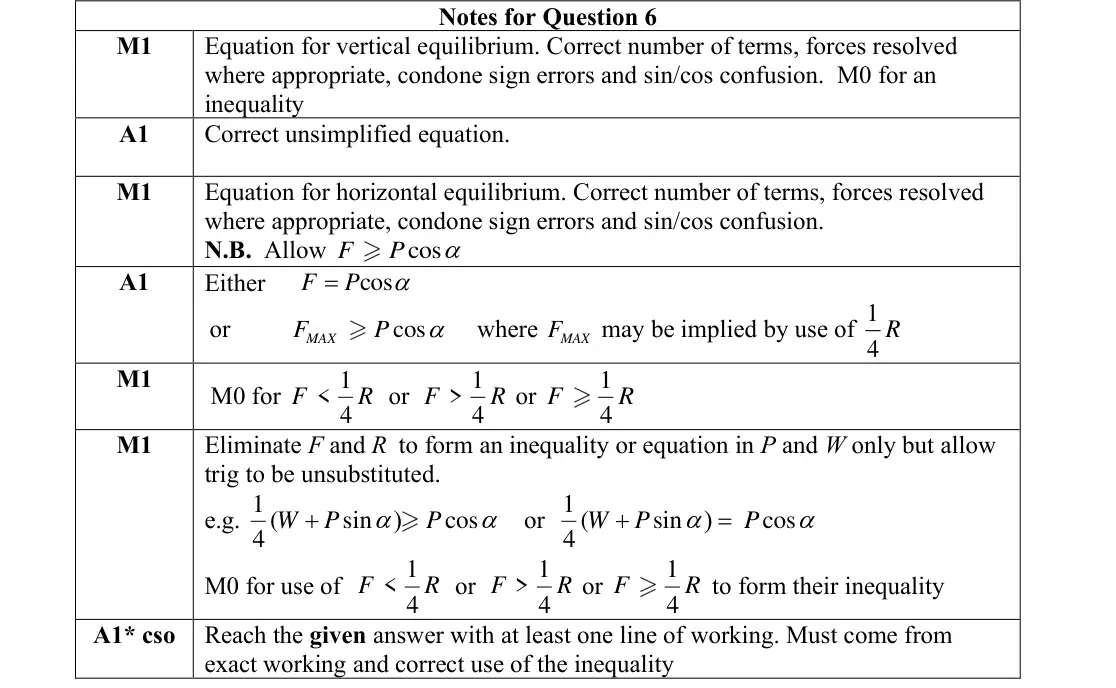 Notes for Question 6
M1 Equation for vertical equilibrium. Correct number of terms, forces resolved
where appropriate, condone sign errors and sin/cos confusion. M0 for an
inequality
A1 Correct unsimplified equation.
M1 Equation for horizontal equilibrium. Correct number of terms, forces resolved
where appropriate, condone sign errors and sin/cos confusion.
N.B. Allow F ⩾ P cos α
A1 Either F = Pcos α
or F_MAX ⩾ P cos α where F_MAX may be implied by use of 1/4 R
M1 M0 for F < 1/4 R or F > 1/4 R or F ⩾ 1/4 R
M1 Eliminate F and R to form an inequality or equation in P and W only but allow
trig to be unsubstituted.
e.g. 1/4 (W + P sin α) ⩾ P cos α or 1/4 (W + P sin α) = P cos α
M0 for use of F < 1/4 R or F > 1/4 R or F ⩾ 1/4 R to form their inequality
A1* cso Reach the given answer with at least one line of working. Must come from
exact working and correct use of the inequality